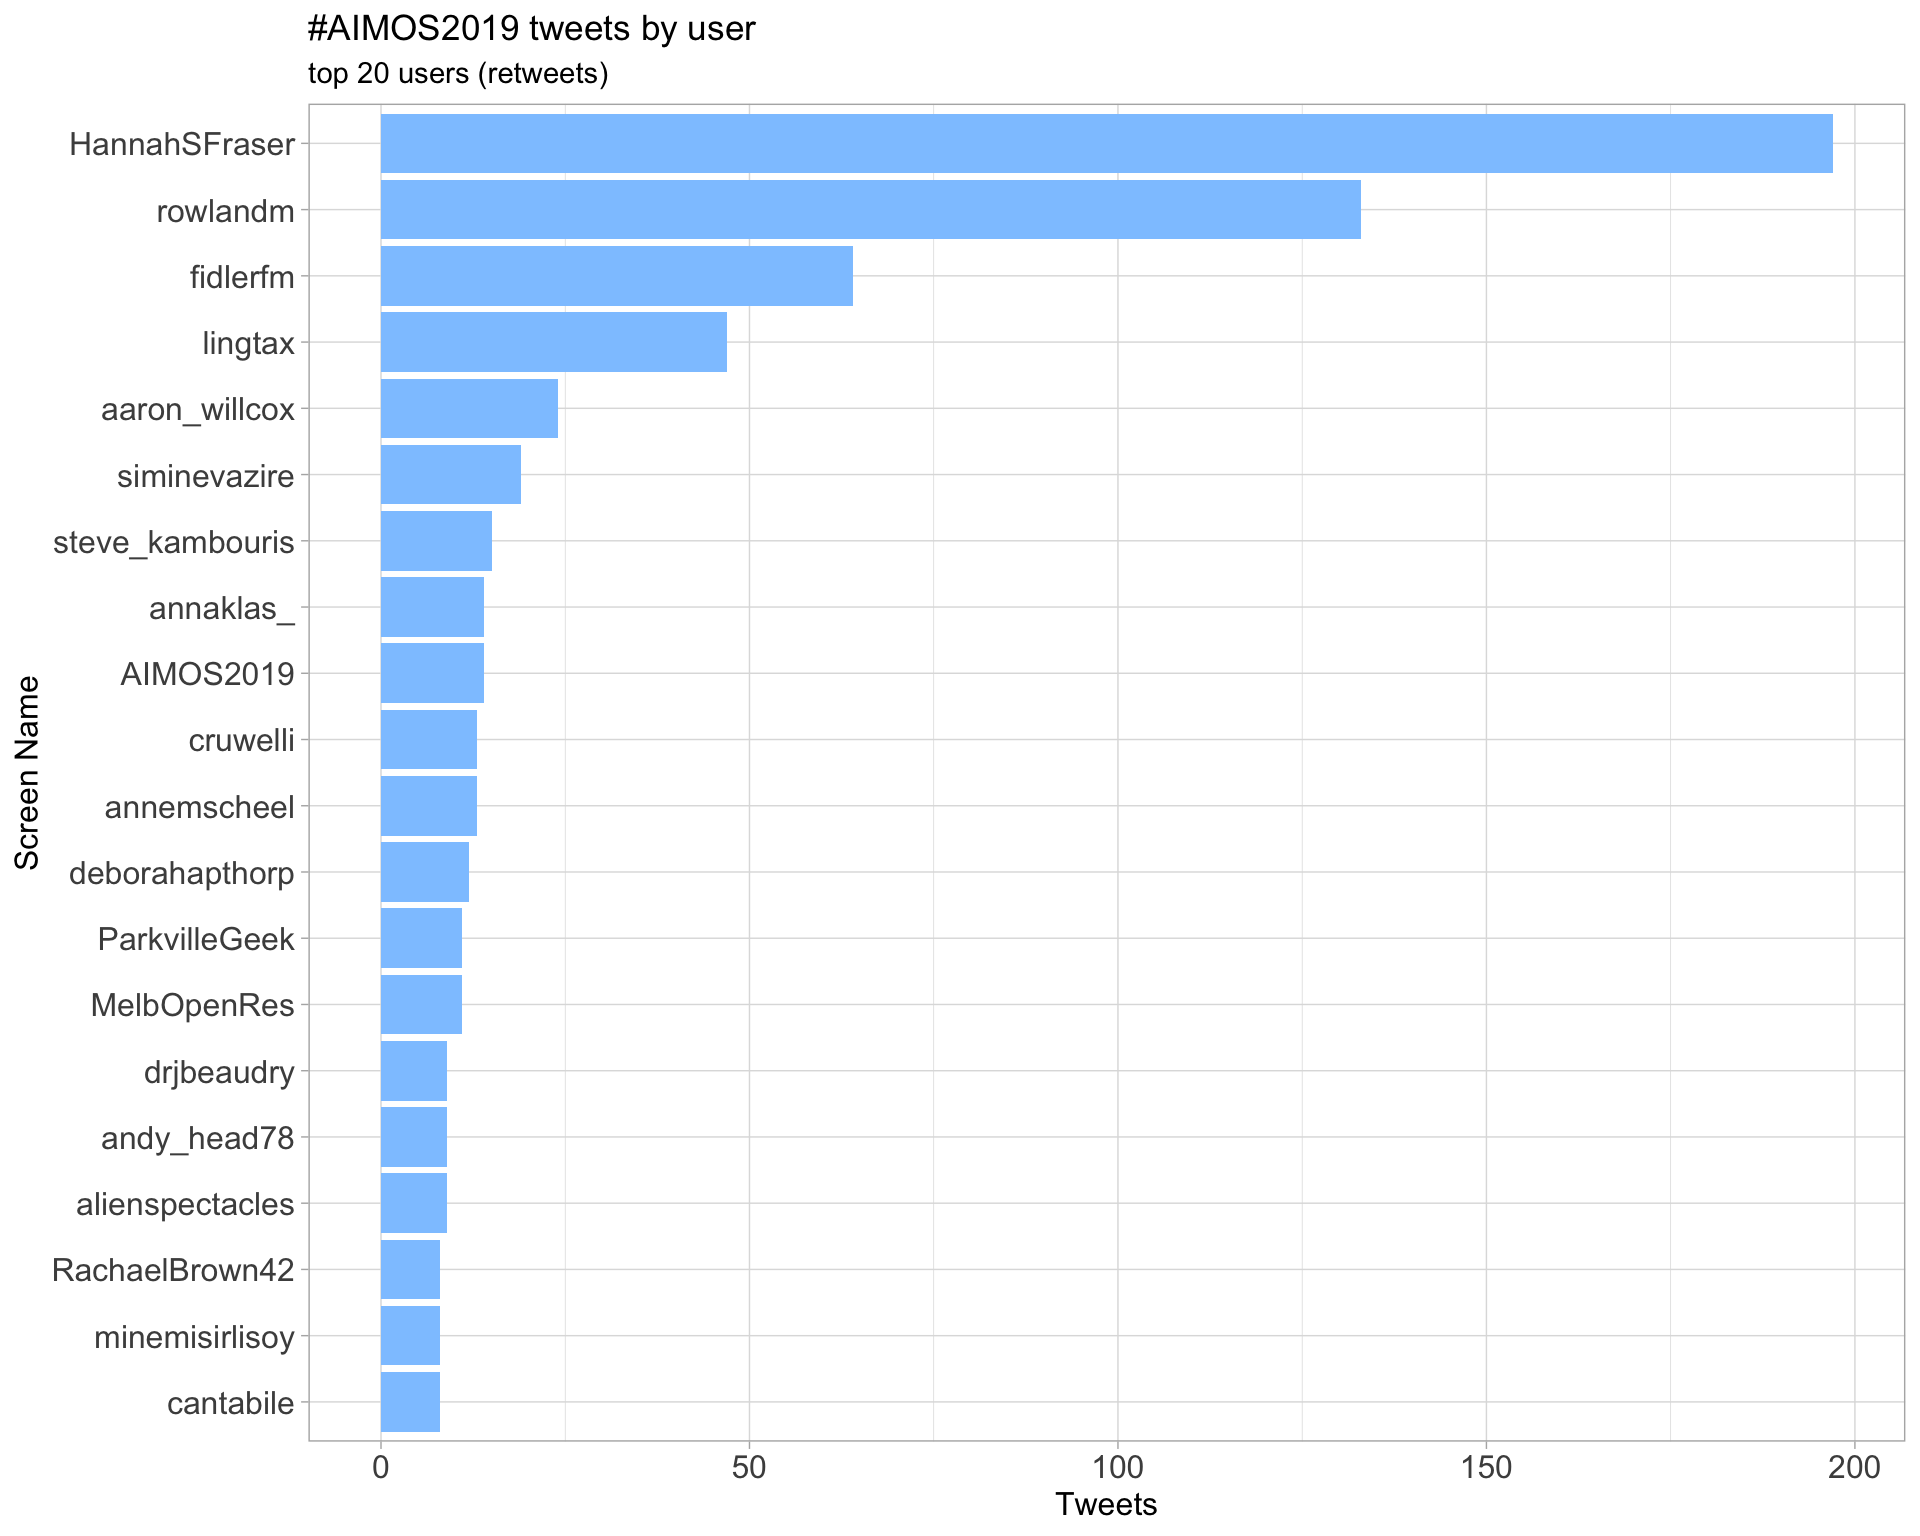 #AIMOS2019 tweets by user
top 20 users (retweets)
HannahSFraser
rowlandm
fidlerfm
lingtax
aaron_willcox
siminevazire
steve_kambouris
annaklas_
AIMOS2019
cruwelli
annemscheel
deborahapthorp
ParkvilleGeek
MelbOpenRes
drjbeaudry
andy_head78
alienspectacles
RachaelBrown42
minemisirlisoy
cantabile
Screen Name
0 50 100 150 200
Tweets